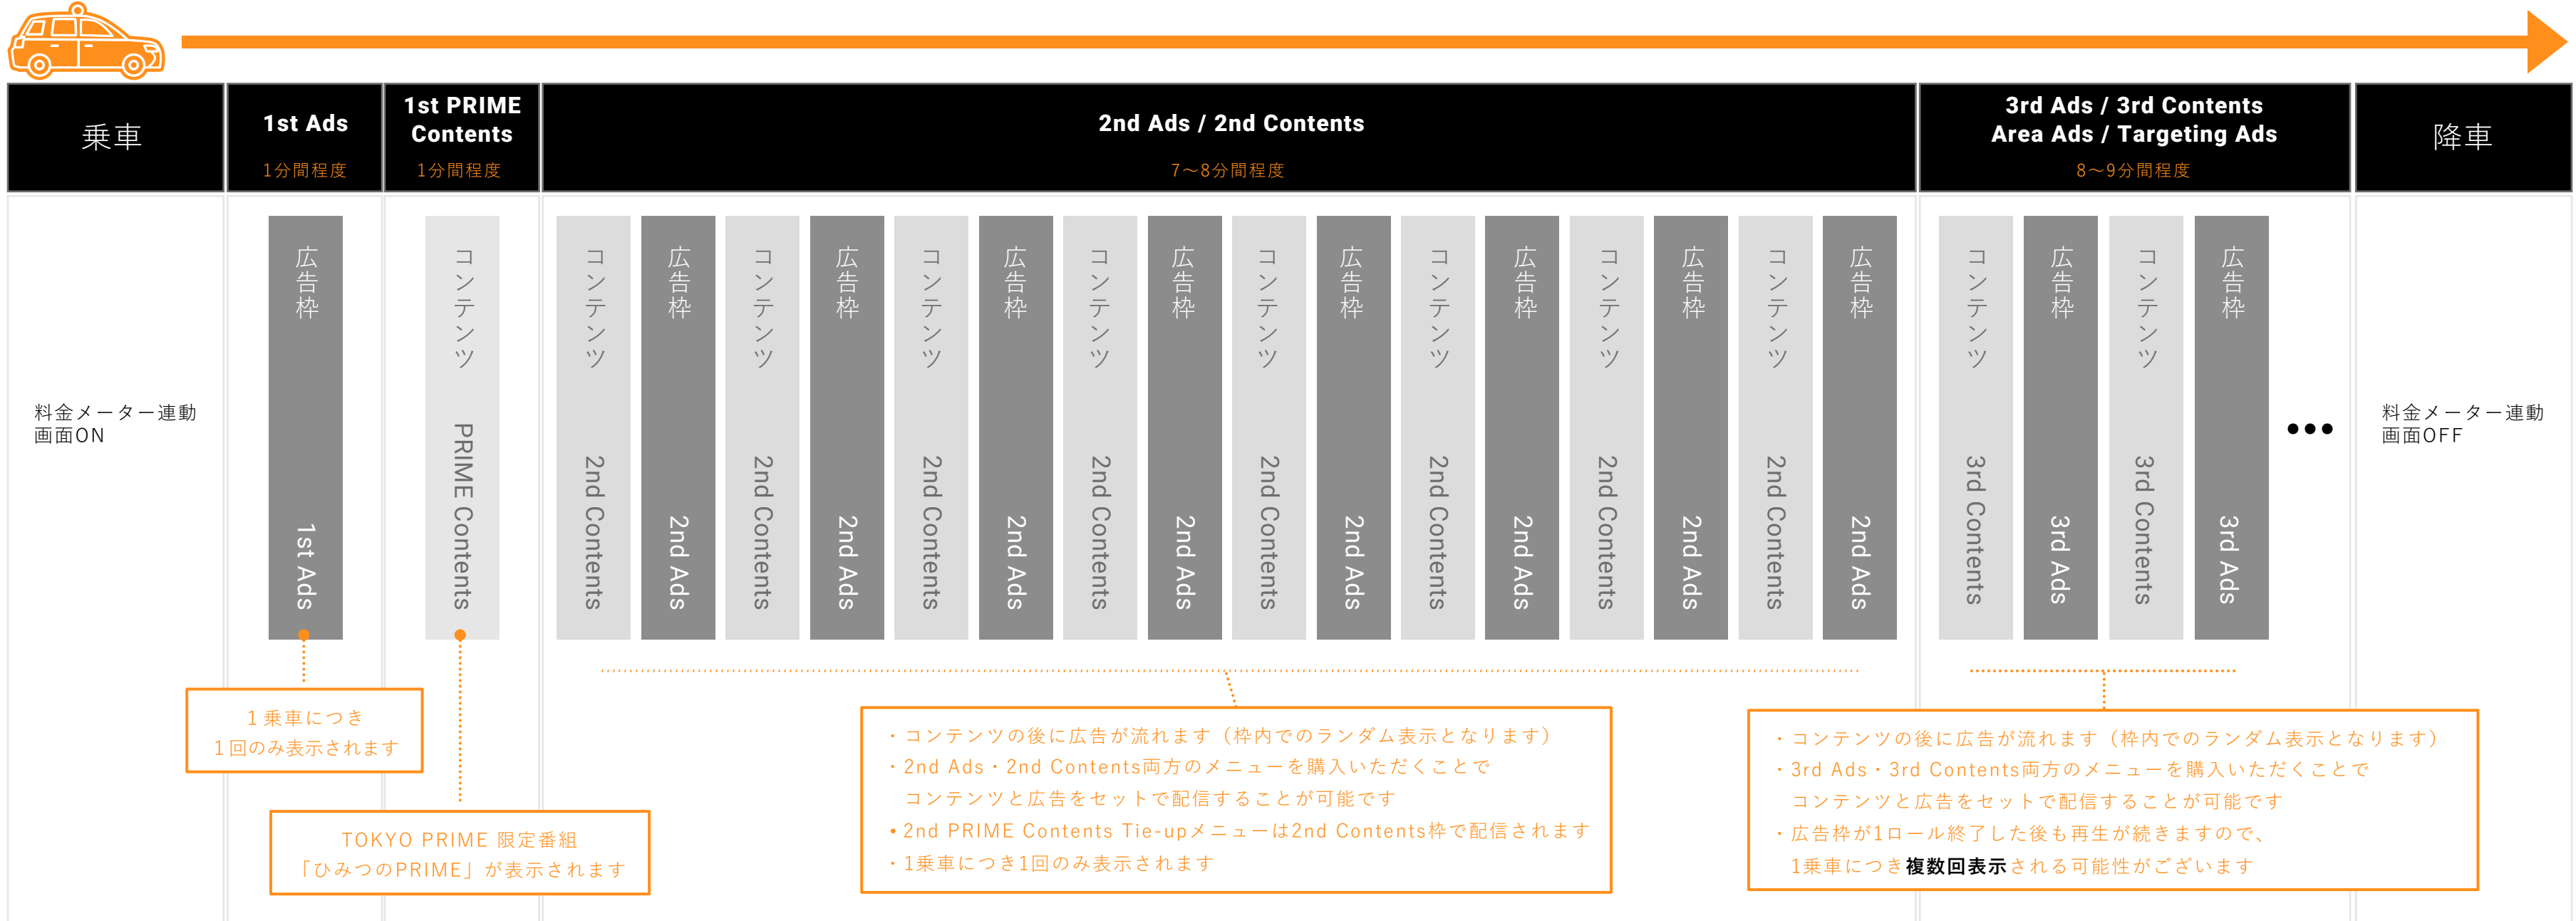 乗車
1st Ads
1分間程度
1st PRIME
Contents
1分間程度
2nd Ads / 2nd Contents
7～8分間程度
3rd Ads / 3rd Contents
Area Ads / Targeting Ads
8～9分間程度
降車
料金メーター連動
画面ON
広告枠 1st Ads
コンテンツ PRIME Contents
コンテンツ 2nd Contents
広告枠 2nd Ads
コンテンツ 2nd Contents
広告枠 2nd Ads
コンテンツ 2nd Contents
広告枠 2nd Ads
コンテンツ 2nd Contents
広告枠 2nd Ads
コンテンツ 2nd Contents
広告枠 2nd Ads
コンテンツ 2nd Contents
広告枠 2nd Ads
コンテンツ 2nd Contents
広告枠 2nd Ads
コンテンツ 2nd Contents
広告枠 2nd Ads
コンテンツ 3rd Contents
広告枠 3rd Ads
コンテンツ 3rd Contents
広告枠 3rd Ads
•••
料金メーター連動
画面OFF
1乗車につき
1回のみ表示されます
TOKYO PRIME 限定番組
「ひみつのPRIME」が表示されます
・コンテンツの後に広告が流れます（枠内でのランダム表示となります）
・2nd Ads・2nd Contents両方のメニューを購入いただくことで
コンテンツと広告をセットで配信することが可能です
•2nd PRIME Contents Tie-upメニューは2nd Contents枠で配信されます
・1乗車につき1回のみ表示されます
・コンテンツの後に広告が流れます（枠内でのランダム表示となります）
・3rd Ads・3rd Contents両方のメニューを購入いただくことで
コンテンツと広告をセットで配信することが可能です
・広告枠が1ロール終了した後も再生が続きますので、
1乗車につき複数回表示される可能性がございます